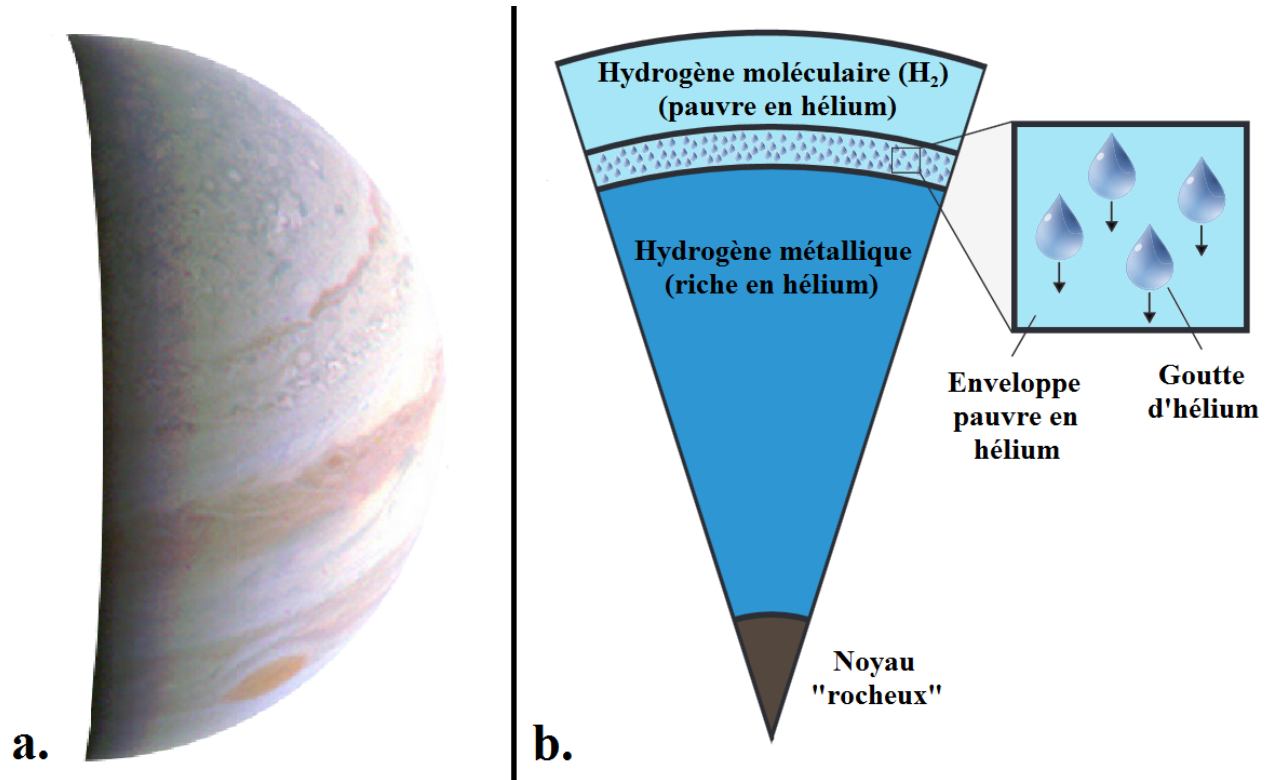 Hydrogène moléculaire (H₂)
(pauvre en hélium)
Hydrogène métallique
(riche en hélium)
Enveloppe
pauvre en
hélium
Goutte
d'hélium
Noyau
"rocheux"
a.
b.